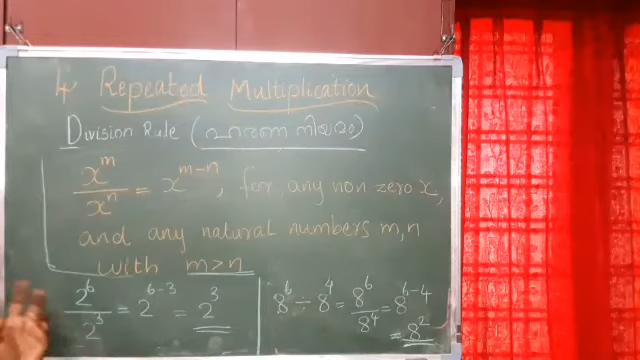 4 Repeated Multiplication
Division Rule (ഹരണ നിയമം)
x^m / x^n = x^(m-n), for any non zero x,
and any natural numbers m,n
with m>n
2^6 / 2^3 = 2^(6-3) = 2^3
8^6 ÷ 8^4 = 8^6 / 8^4 = 8^(6-4)
= 8^2